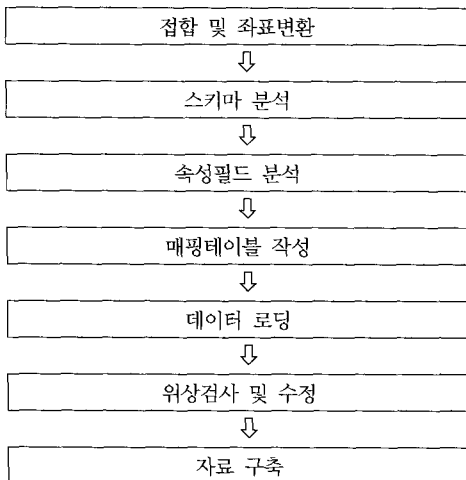 접합 및 좌표변환
스키마 분석
속성필드 분석
매핑테이블 작성
데이터 로딩
위상검사 및 수정
자료 구축